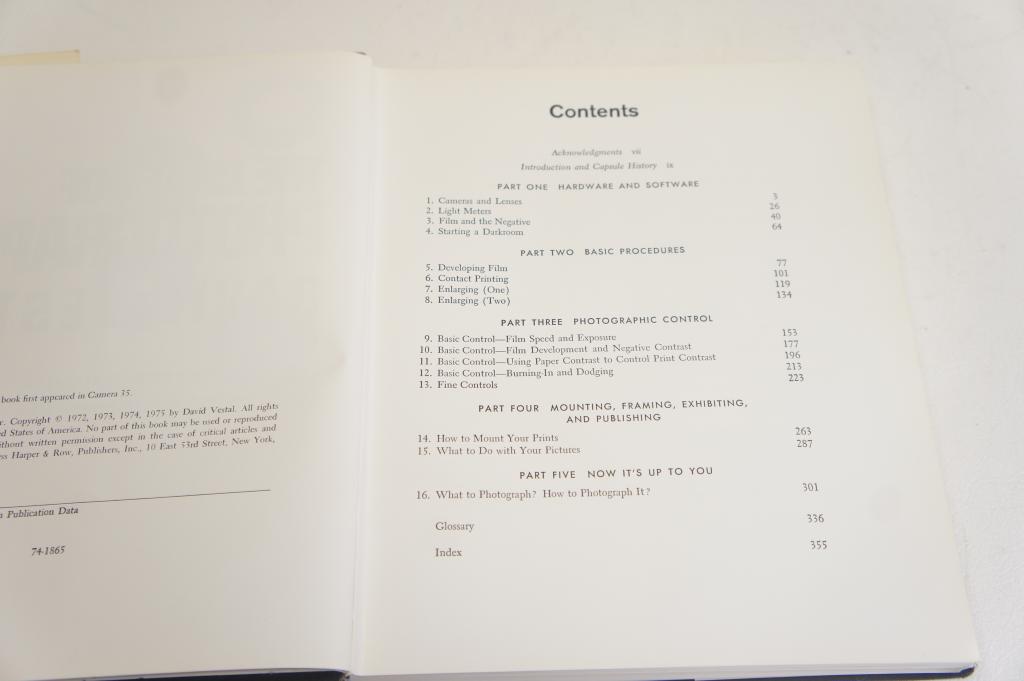 book first appeared in Camera 35.
Copyright © 1972, 1973, 1974, 1975 by David Vestal. All rights
States of America. No part of this book may be used or reproduced
without written permission except in the case of critical articles and
Harper & Row, Publishers, Inc., 10 East 53rd Street, New York,
Publication Data
74-1865
Contents
Acknowledgments vii
Introduction and Capsule History ix
PART ONE HARDWARE AND SOFTWARE
1. Cameras and Lenses 3
2. Light Meters 26
3. Film and the Negative 40
4. Starting a Darkroom 64
PART TWO BASIC PROCEDURES
5. Developing Film 77
6. Contact Printing 101
7. Enlarging (One) 119
8. Enlarging (Two) 134
PART THREE PHOTOGRAPHIC CONTROL
9. Basic Control—Film Speed and Exposure 153
10. Basic Control—Film Development and Negative Contrast 177
11. Basic Control—Using Paper Contrast to Control Print Contrast 196
12. Basic Control—Burning-In and Dodging 213
13. Fine Controls 223
PART FOUR MOUNTING, FRAMING, EXHIBITING,
AND PUBLISHING
14. How to Mount Your Prints 263
15. What to Do with Your Pictures 287
PART FIVE NOW IT'S UP TO YOU
16. What to Photograph? How to Photograph It? 301
Glossary 336
Index 355